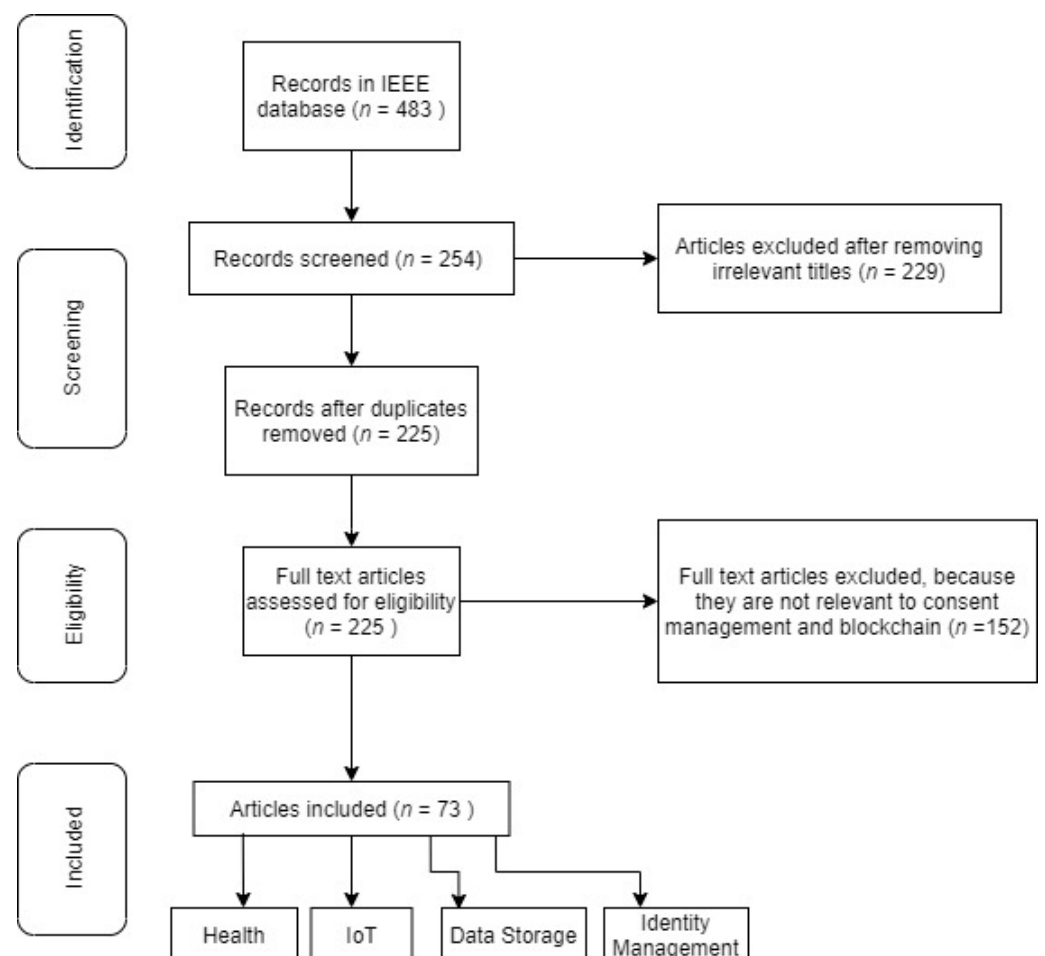 Identification
Records in IEEE
database (n = 483 )
Records screened (n = 254)
Articles excluded after removing
irrelevant titles (n = 229)
Screening
Records after duplicates
removed (n = 225)
Eligibility
Full text articles
assessed for eligibility
(n = 225 )
Full text articles excluded, because
they are not relevant to consent
management and blockchain (n =152)
Included
Articles included (n = 73 )
Health
IoT
Data Storage
Identity
Management